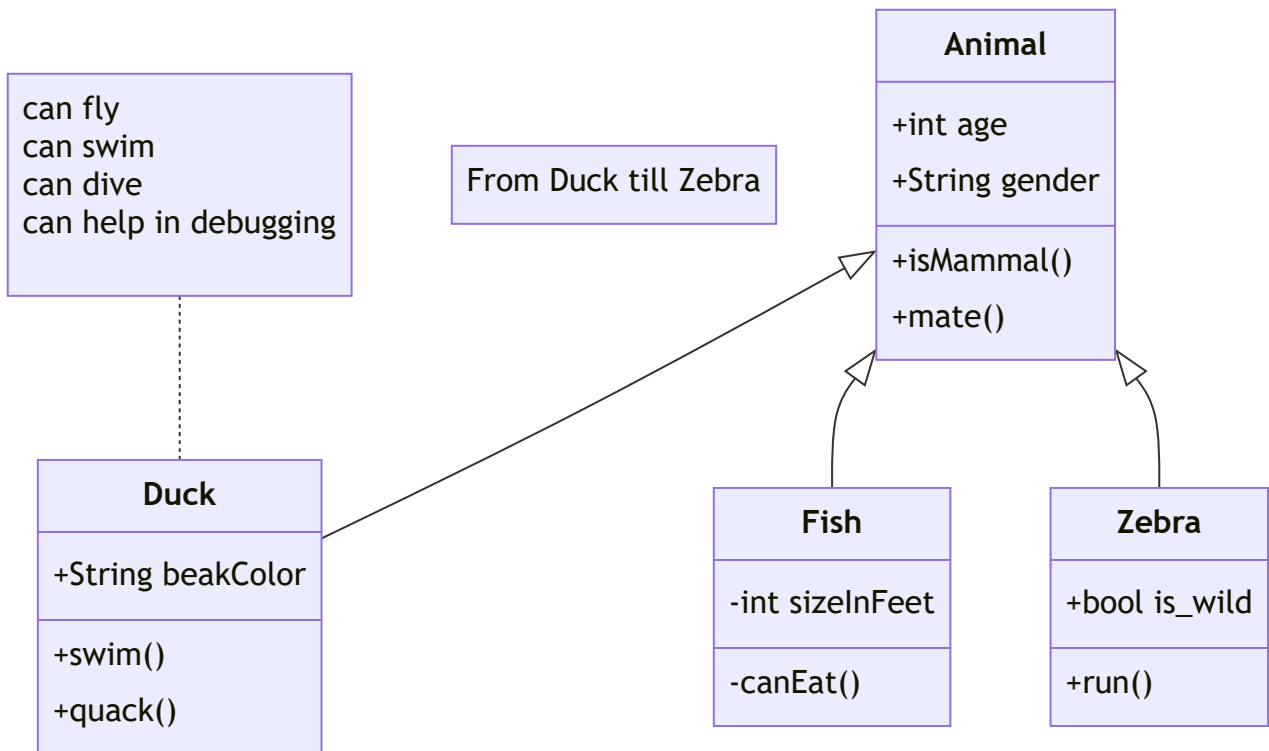 can fly
can swim
can dive
can help in debugging
From Duck till Zebra
Animal
+int age
+String gender
+isMammal()
+mate()
Duck
+String beakColor
+swim()
+quack()
Fish
-int sizeInFeet
-canEat()
Zebra
+bool is_wild
+run()